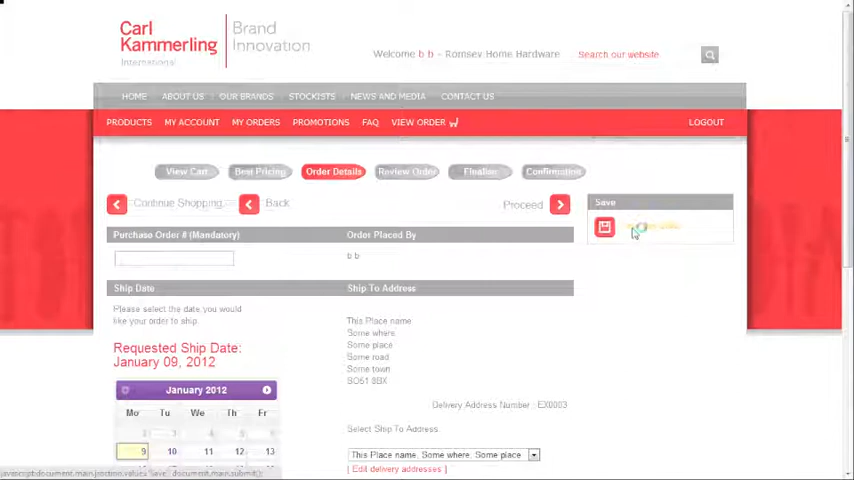 Carl
Kammerling
International
Brand
Innovation
Welcome b b - Romsey Home Hardware
Search our website
HOME ABOUT US OUR BRANDS STOCKISTS NEWS AND MEDIA CONTACT US
PRODUCTS MY ACCOUNT MY ORDERS PROMOTIONS FAQ VIEW ORDER LOGOUT
View Cart Best Pricing Order Details Review Order Finalise Confirmation
Continue Shopping Back Proceed
Save
Purchase Order # (Mandatory) Order Placed By
b b
Ship Date Ship To Address
Please select the date you would
like your order to ship.
This Place name
Some where
Some place
Some road
Some town
BO51 8BX
Requested Ship Date:
January 09, 2012
January 2012
Mo Tu We Th Fr
2 3 4 5 6
9 10 11 12 13
Delivery Address Number : EX0003
Select Ship To Address
This Place name, Some where, Some place
[ Edit delivery addresses ]